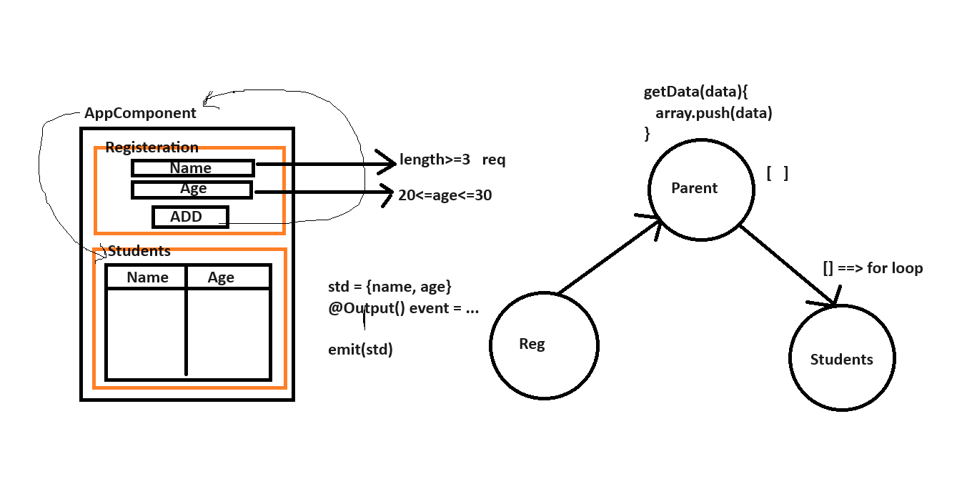 AppComponent
Registeration
Name
Age
ADD
length>=3 req
20<=age<=30
Students
Name Age
std = {name, age}
@Output() event = ...
emit(std)
getData(data){
array.push(data)
}
Parent
[ ]
Reg
[] ==> for loop
Students